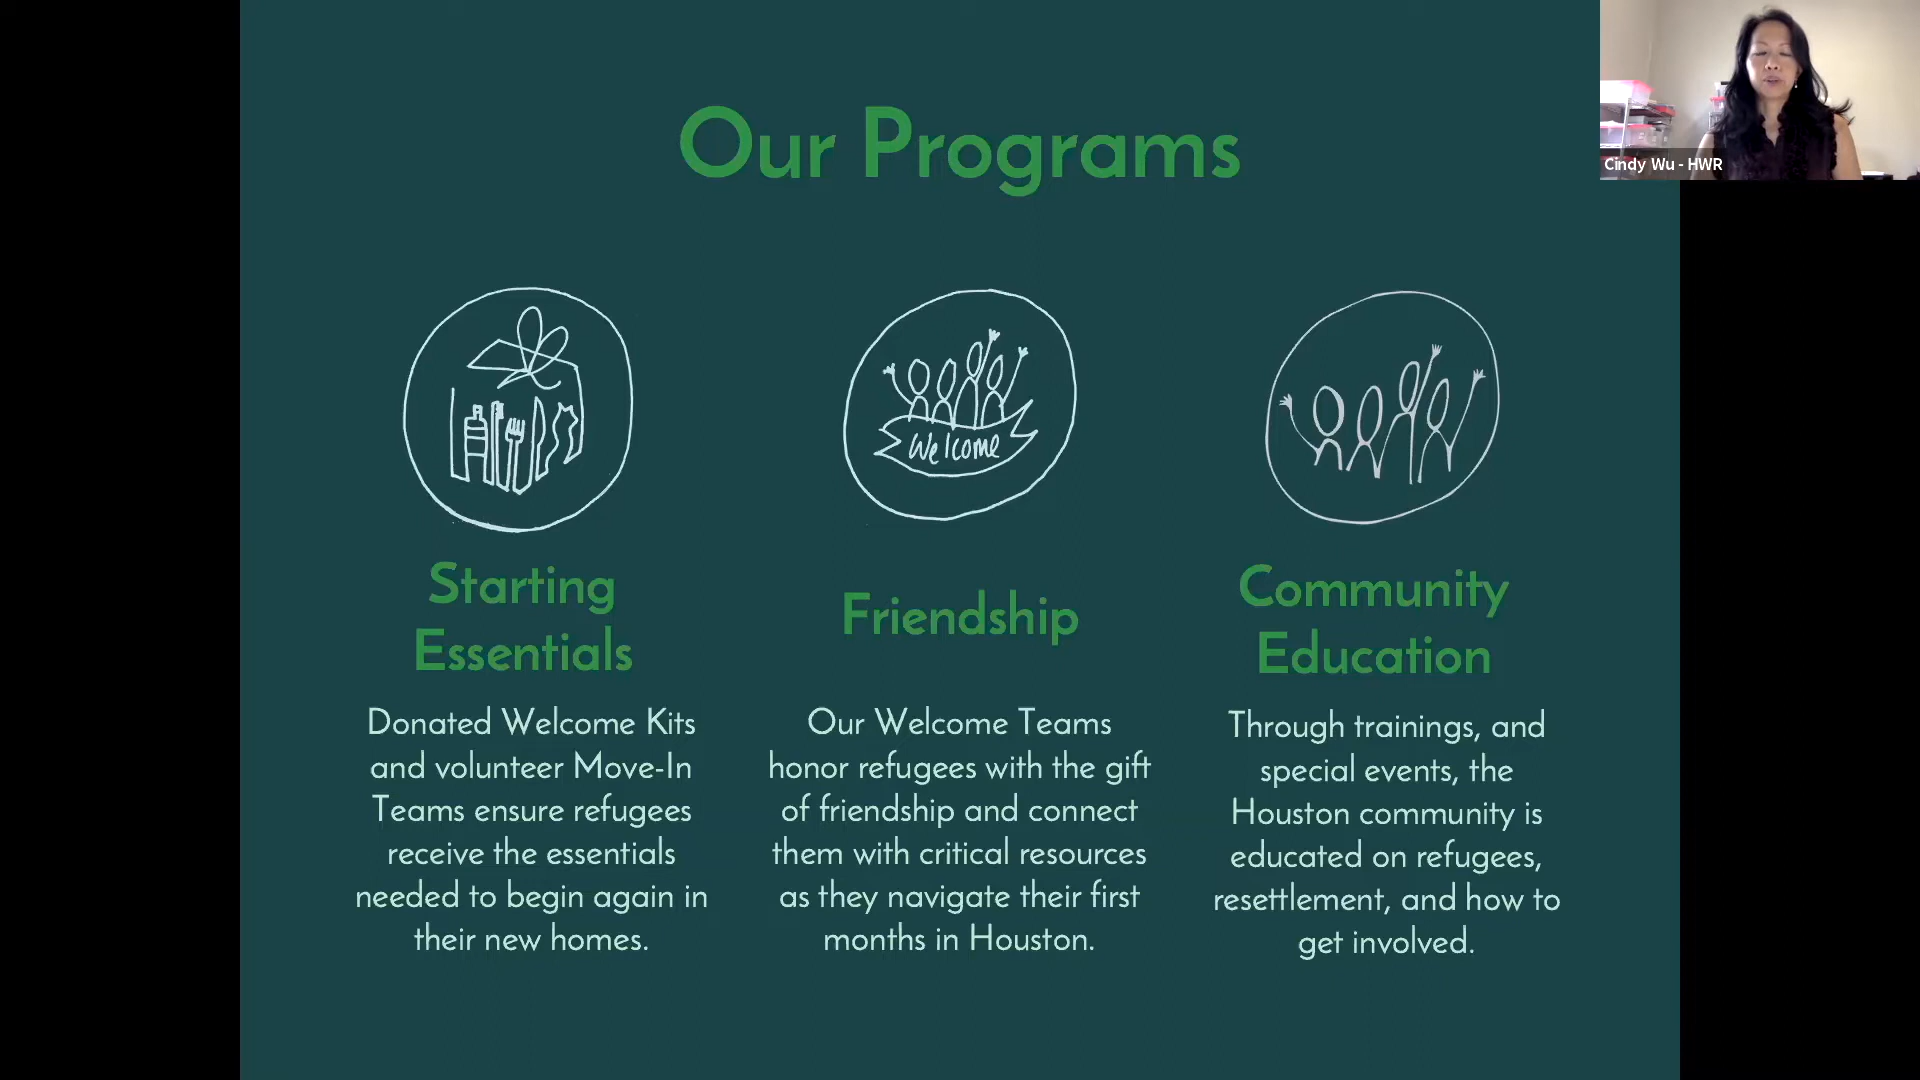 Our Programs
Cindy Wu - HWR
Welcome
Starting
Essentials
Donated Welcome Kits
and volunteer Move-In
Teams ensure refugees
receive the essentials
needed to begin again in
their new homes.
Friendship
Our Welcome Teams
honor refugees with the gift
of friendship and connect
them with critical resources
as they navigate their first
months in Houston.
Community
Education
Through trainings, and
special events, the
Houston community is
educated on refugees,
resettlement, and how to
get involved.